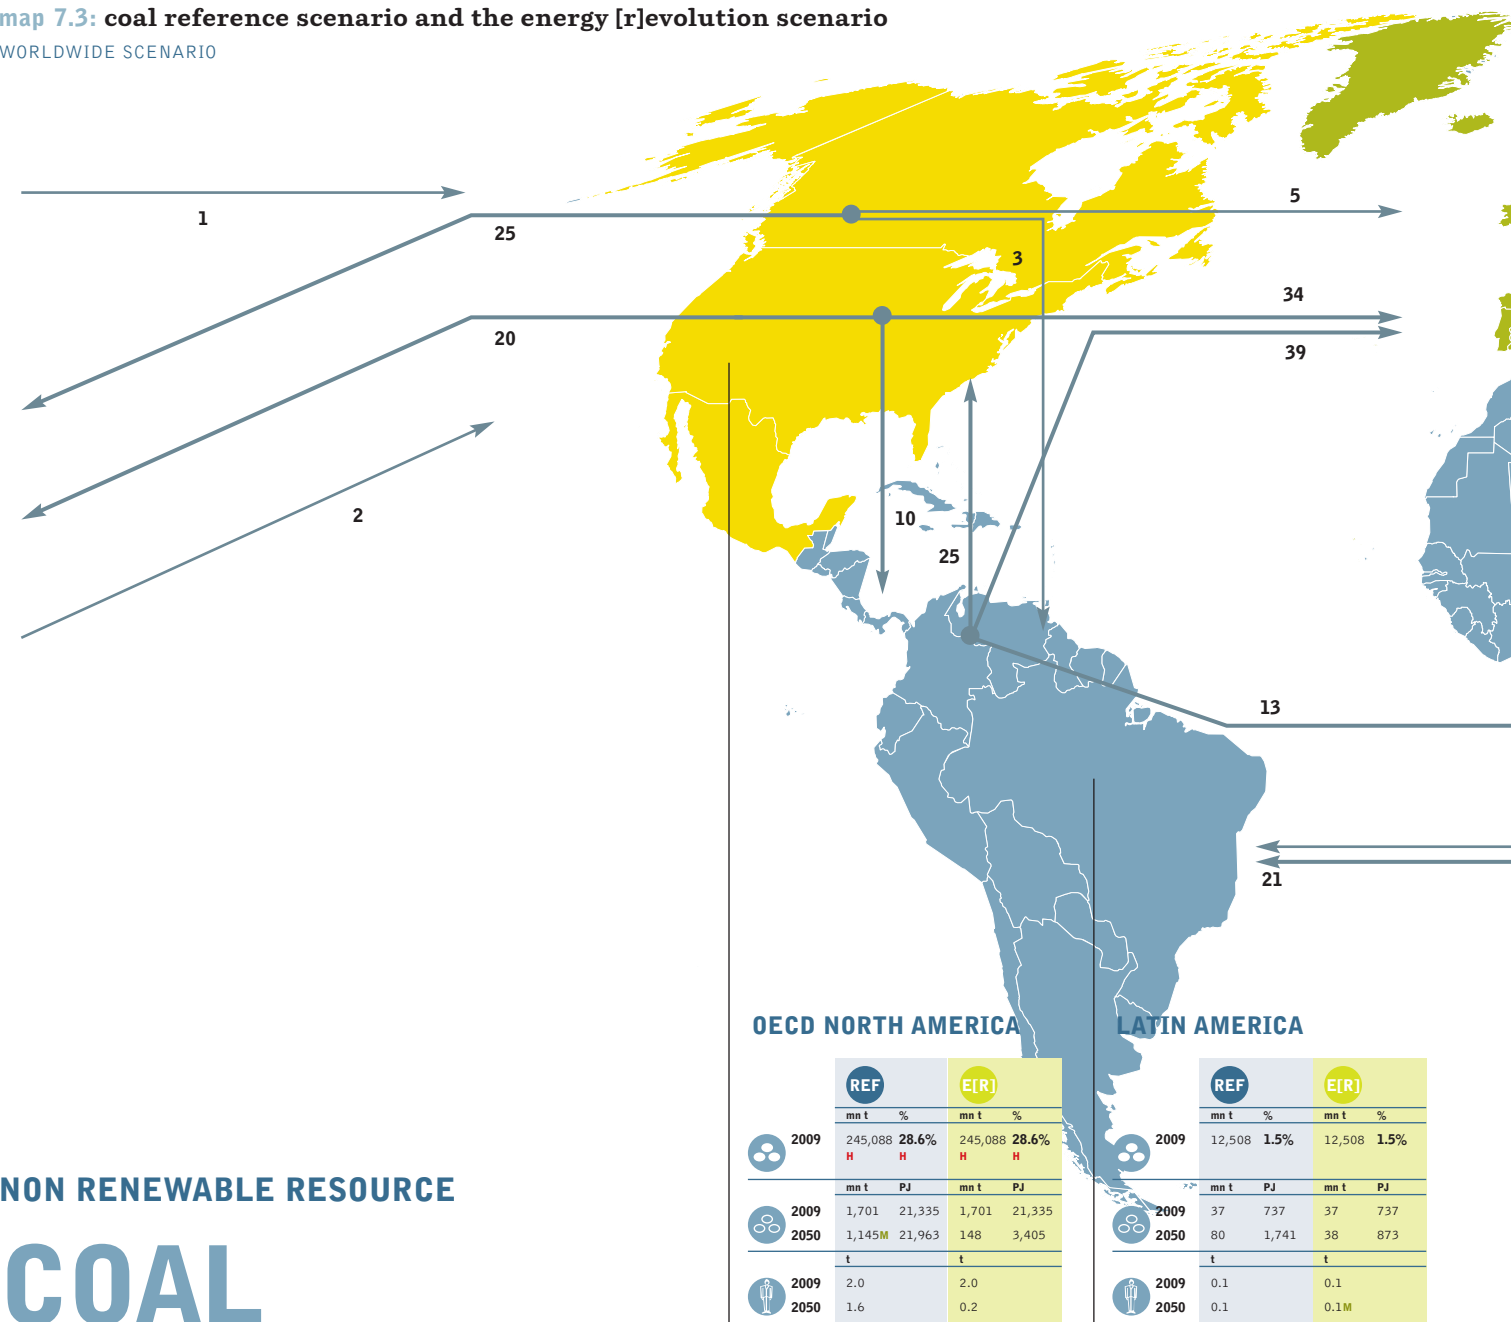 map 7.3: coal reference scenario and the energy [r]evolution scenario
WORLDWIDE SCENARIO
1
25
5
3
34
20
39
2
10
25
13
21
OECD NORTH AMERICA
REF E[R]
mn t % mn t %
2009 245,088 28.6% 245,088 28.6%
H H H H
mn t PJ mn t PJ
2009 1,701 21,335 1,701 21,335
2050 1,145M 21,963 148 3,405
t t
2009 2.0 2.0
2050 1.6 0.2
LATIN AMERICA
REF E[R]
mn t % mn t %
2009 12,508 1.5% 12,508 1.5%
mn t PJ mn t PJ
2009 37 737 37 737
2050 80 1,741 38 873
t t
2009 0.1 0.1
2050 0.1 0.1M
NON RENEWABLE RESOURCE
COAL